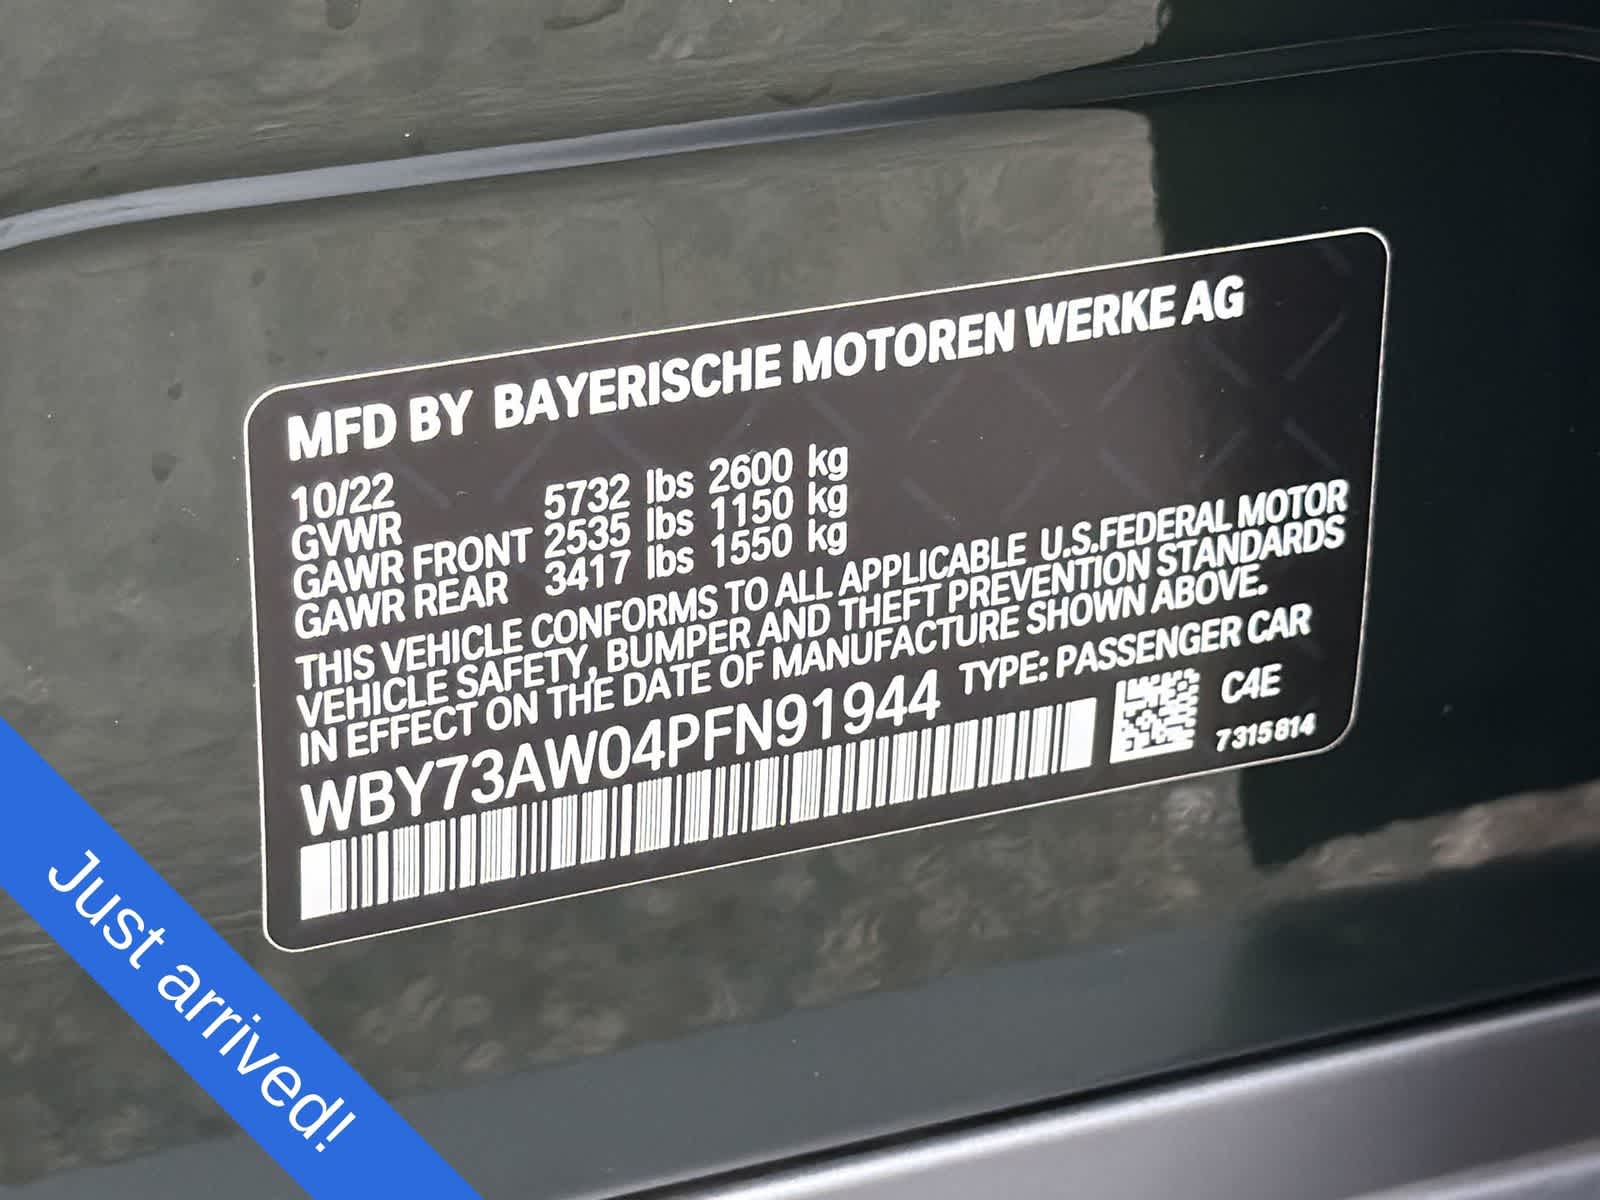 MFD BY BAYERISCHE MOTOREN WERKE AG
10/22
GVWR 5732 lbs 2600 kg
GAWR FRONT 2535 lbs 1150 kg
GAWR REAR 3417 lbs 1550 kg
THIS VEHICLE CONFORMS TO ALL APPLICABLE U.S.FEDERAL MOTOR
VEHICLE SAFETY, BUMPER AND THEFT PREVENTION STANDARDS
IN EFFECT ON THE DATE OF MANUFACTURE SHOWN ABOVE.
WBY73AW04PFN91944 TYPE: PASSENGER CAR
C4E
7315814
Just arrived!